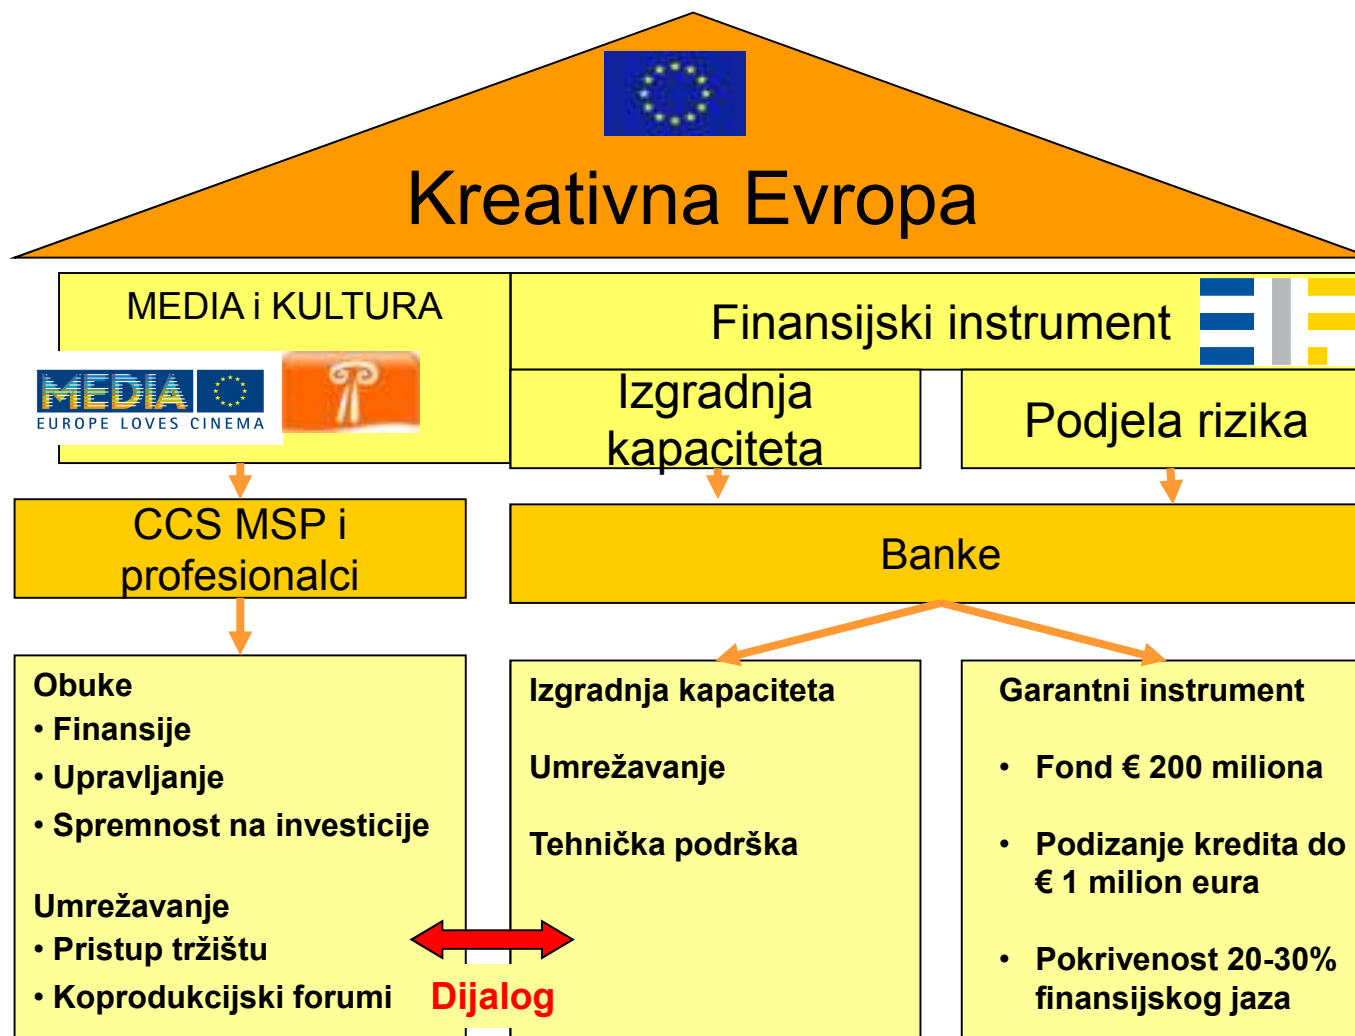 Kreativna Evropa
MEDIA i KULTURA
MEDIA
EUROPE LOVES CINEMA
Finansijski instrument
Izgradnja
kapaciteta
Podjela rizika
CCS MSP i
profesionalci
Banke
Obuke
• Finansije
• Upravljanje
• Spremnost na investicije
Umrežavanje
• Pristup tržištu
• Koprodukcijski forumi
Dijalog
Izgradnja kapaciteta
Umrežavanje
Tehnička podrška
Garantni instrument
• Fond € 200 miliona
• Podizanje kredita do
€ 1 milion eura
• Pokrivenost 20-30%
finansijskog jaza